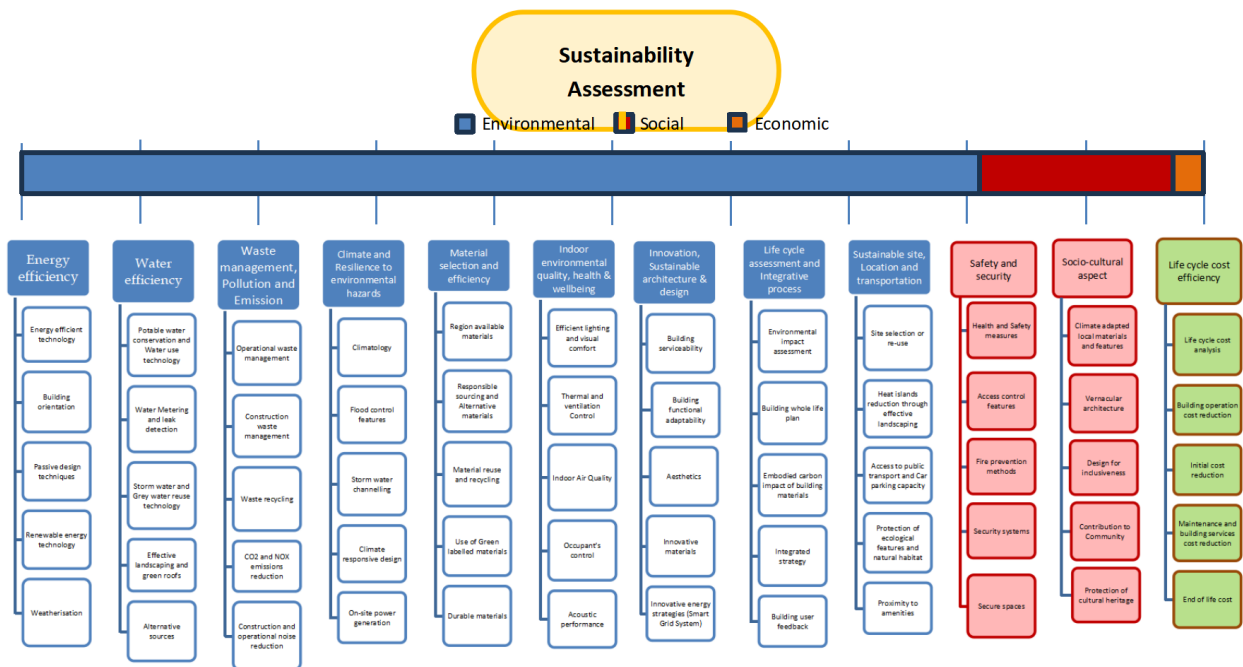 Sustainability
Assessment
Environmental
Social
Economic
Energy
efficiency
Energy efficient
technology
Building
orientation
Passive design
techniques
Renewable energy
technology
Weatherisation
Water
efficiency
Potable water
conservation and
Water use technology
Water Metering
and leak
detection
Storm water and
Grey water reuse
technology
Effective
landscaping and
green roofs
Alternative
sources
Waste
management,
Pollution and
Emission
Operational waste
management
Construction
waste
management
Waste recycling
CO2 and NOX
emissions
reduction
Construction and
operational noise
reduction
Climate and
Resilience to
environmental
hazards
Climatology
Flood control
features
Storm water
channelling
Climate
responsive design
On-site power
generation
Material
selection and
efficiency
Region available
materials
Responsible
sourcing and
Alternative
materials
Material reuse
and recycling
Use of Green
labelled materials
Durable materials
Indoor
environmental
quality, health &
wellbeing
Efficient lighting
and visual
comfort
Thermal and
ventilation
Control
Indoor Air Quality
Occupant's
control
Acoustic
performance
Innovation,
Sustainable
architecture &
design
Building
serviceability
Building
functional
adaptability
Aesthetics
Innovative
materials
Innovative energy
strategies (Smart
Grid System)
Life cycle
assessment and
Integrative
process
Environmental
impact
assessment
Building whole life
plan
Embodied carbon
impact of building
materials
Integrated
strategy
Building user
feedback
Sustainable site,
Location and
transportation
Site selection or
re-use
Heat islands
reduction through
effective
landscaping
Access to public
transport and Car
parking capacity
Protection of
ecological
features and
natural habitat
Proximity to
amenities
Safety and
security
Health and Safety
measures
Access control
features
Fire prevention
methods
Security systems
Secure spaces
Socio-cultural
aspect
Climate adapted
local materials
and features
Vernacular
architecture
Design for
inclusiveness
Contribution to
Community
Protection of
cultural heritage
Life cycle cost
efficiency
Life cycle cost
analysis
Building operation
cost reduction
Initial cost
reduction
Maintenance and
building services
cost reduction
End of life cost